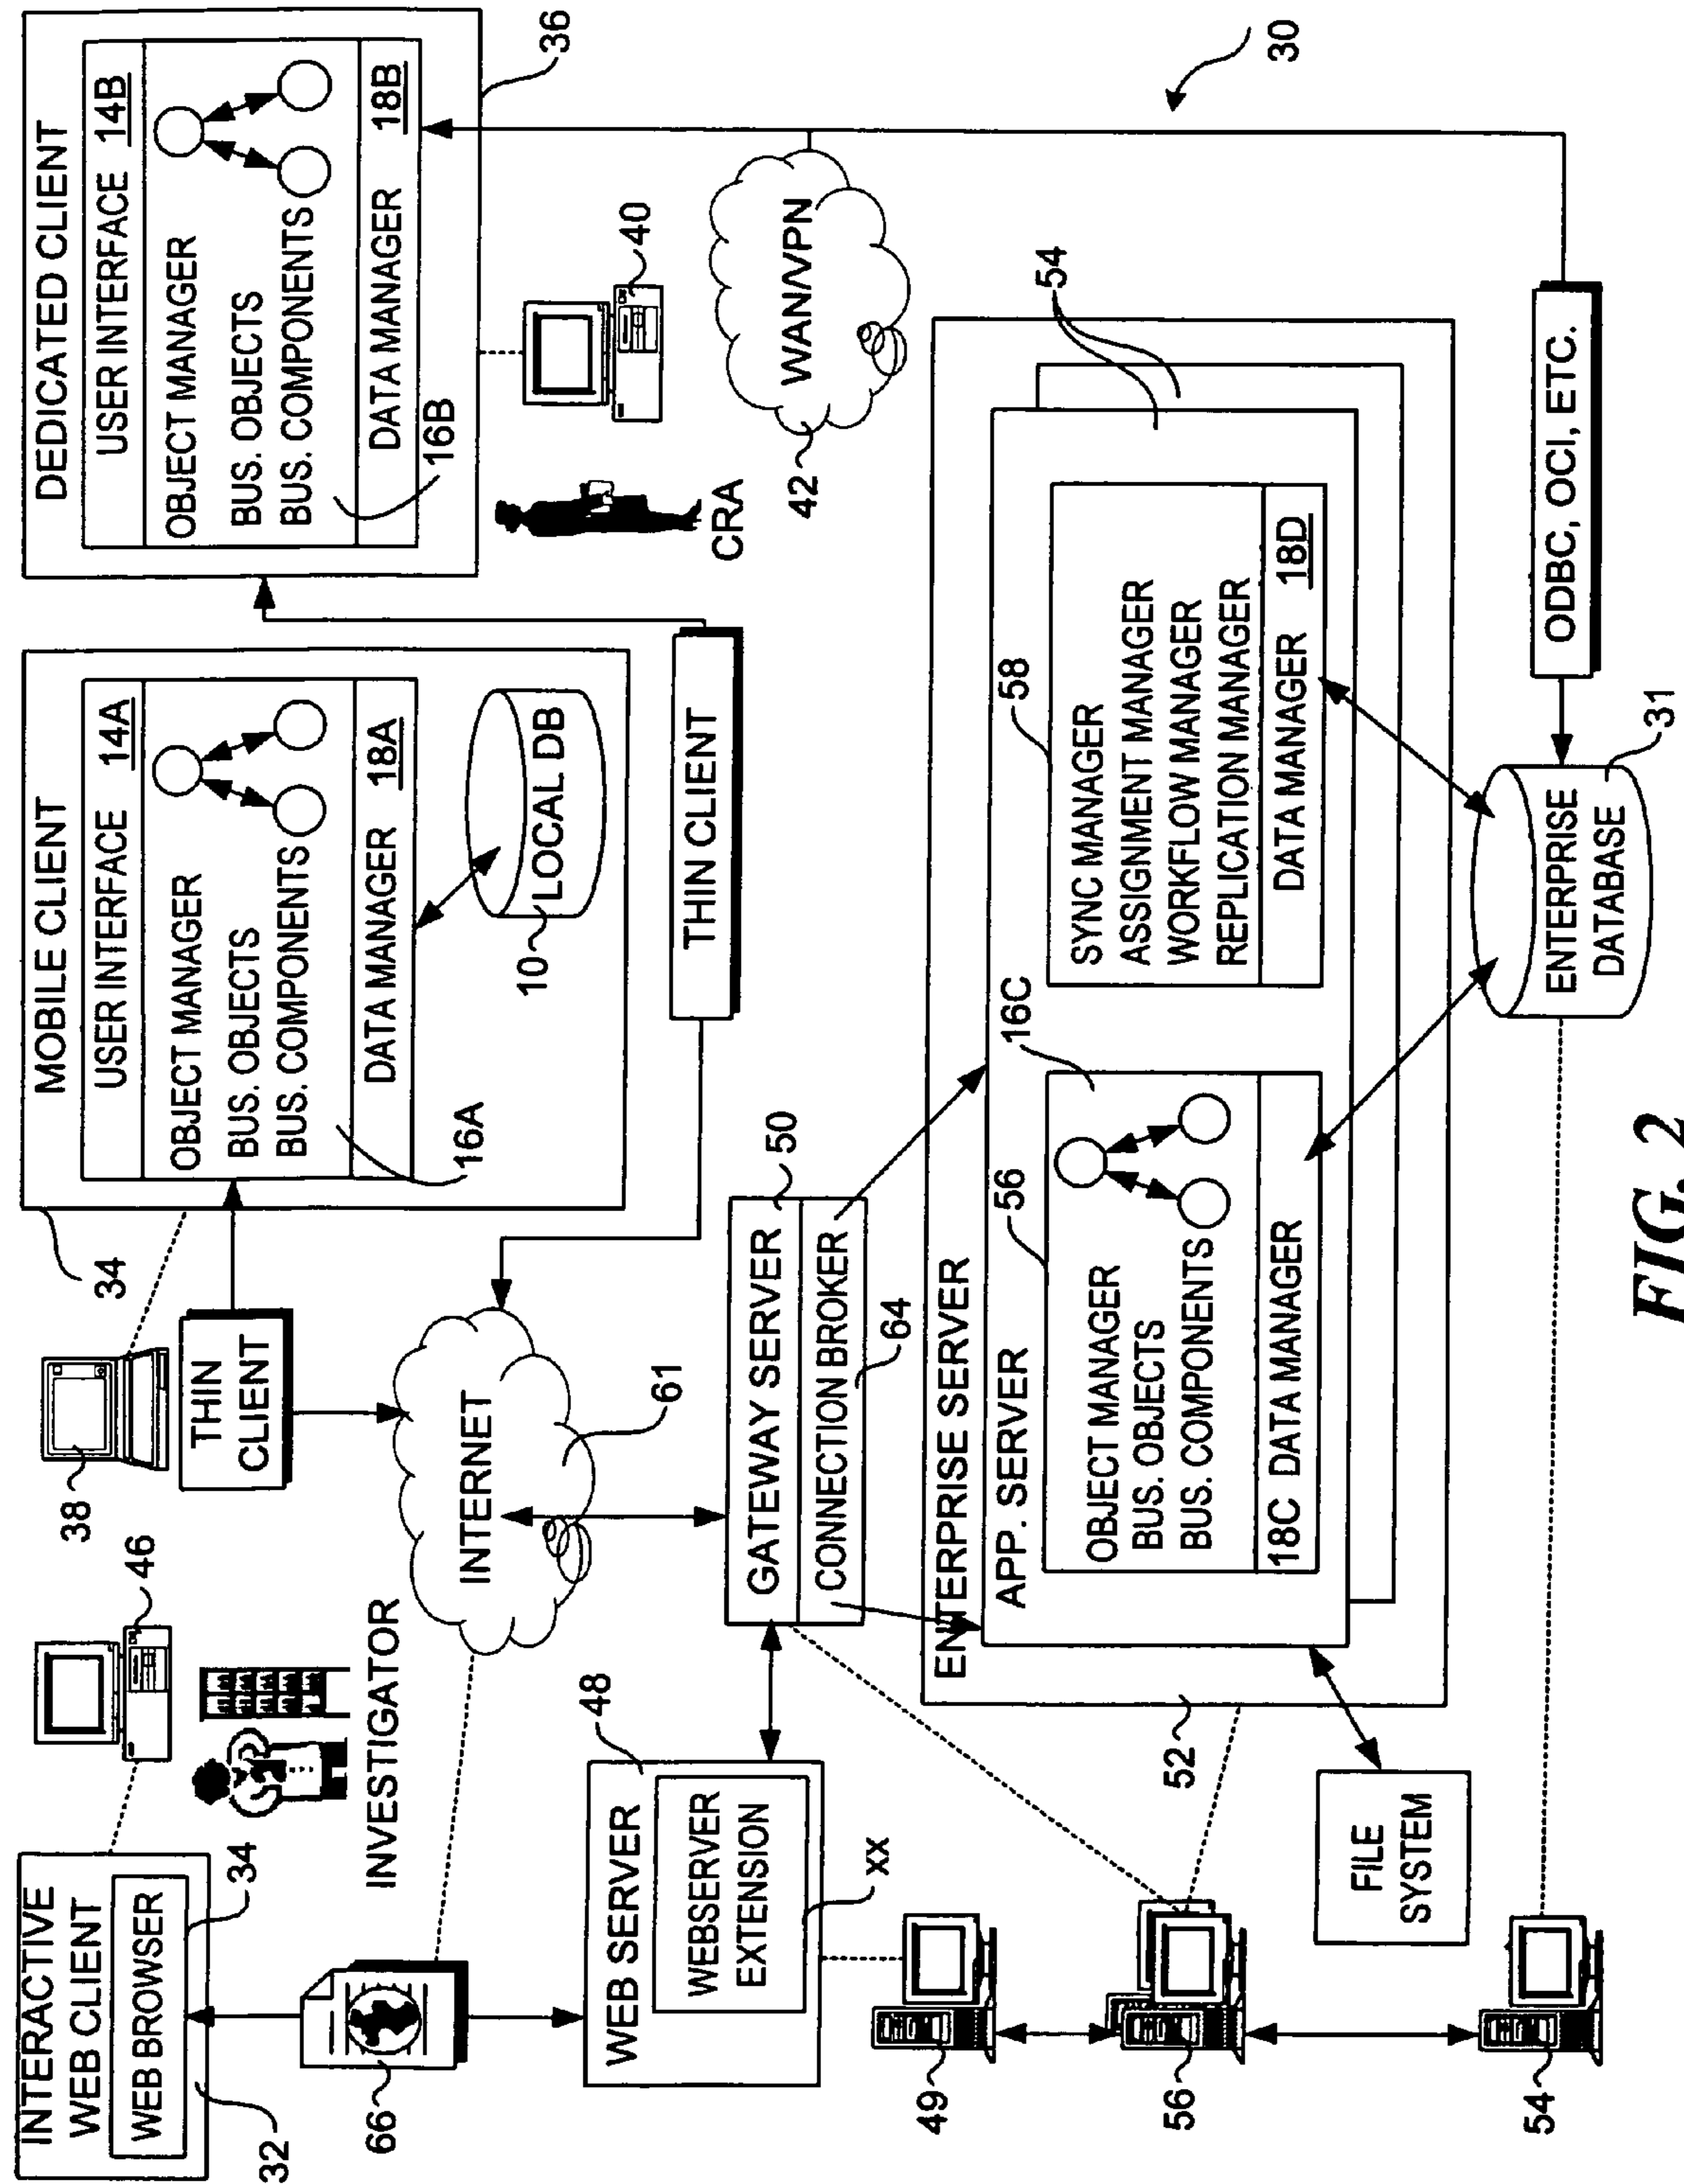 INTERACTIVE
WEB CLIENT
WEB BROWSER
32
34
46
INVESTIGATOR
66
38
THIN
CLIENT
34
MOBILE CLIENT
USER INTERFACE 14A
OBJECT MANAGER
BUS. OBJECTS
BUS. COMPONENTS
DATA MANAGER 18A
16A
10
LOCAL DB
DEDICATED CLIENT
USER INTERFACE 14B
OBJECT MANAGER
BUS. OBJECTS
BUS. COMPONENTS
DATA MANAGER 18B
16B
36
THIN CLIENT
CRA
40
42
WAN/VPN
INTERNET
61
WEB SERVER
48
WEBSERVER
EXTENSION
xx
GATEWAY SERVER
50
CONNECTION BROKER
64
ENTERPRISE SERVER
52
APP. SERVER
54
56
16C
OBJECT MANAGER
BUS. OBJECTS
BUS. COMPONENTS
18C DATA MANAGER
58
SYNC MANAGER
ASSIGNMENT MANAGER
WORKFLOW MANAGER
REPLICATION MANAGER
DATA MANAGER 18D
30
49
56
54
FILE
SYSTEM
ENTERPRISE
DATABASE
31
ODBC, OCI, ETC.
FIG. 2